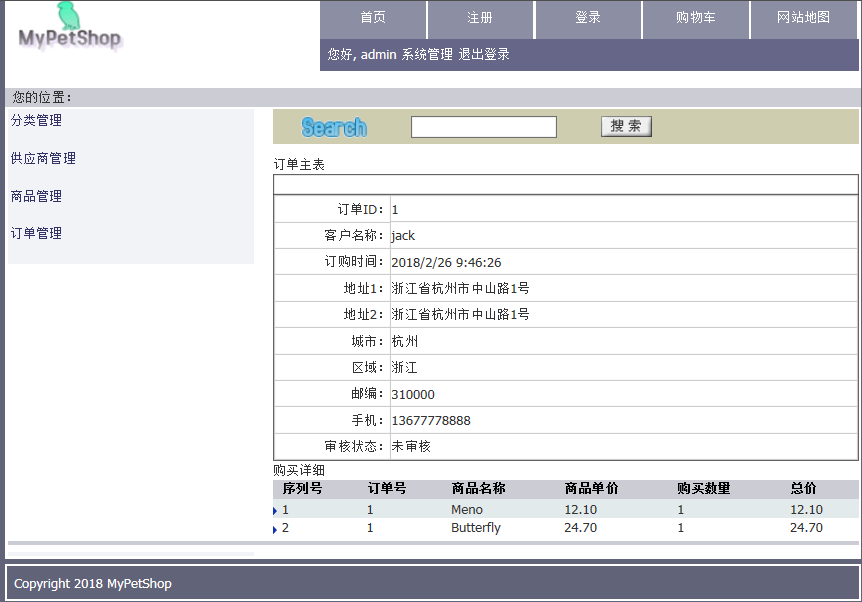 MyPetShop
首页 注册 登录 购物车 网站地图
您好, admin 系统管理 退出登录
您的位置：
分类管理
供应商管理
商品管理
订单管理
Search 搜 索
订单主表
订单ID： 1
客户名称： jack
订购时间： 2018/2/26 9:46:26
地址1： 浙江省杭州市中山路1号
地址2： 浙江省杭州市中山路1号
城市： 杭州
区域： 浙江
邮编： 310000
手机： 13677778888
审核状态： 未审核
购买详细
序列号 订单号 商品名称 商品单价 购买数量 总价
1 1 Meno 12.10 1 12.10
2 1 Butterfly 24.70 1 24.70
Copyright 2018 MyPetShop